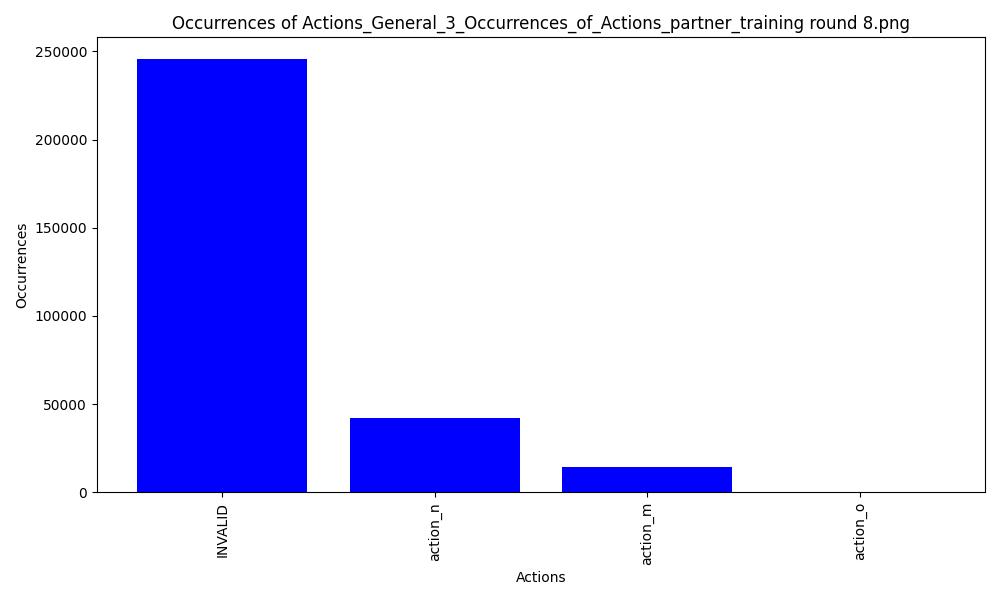 Occurrences of Actions_General_3_Occurrences_of_Actions_partner_training round 8.png
250000
200000
150000
100000
50000
0
Occurrences
INVALID
action_n
action_m
action_o
Actions